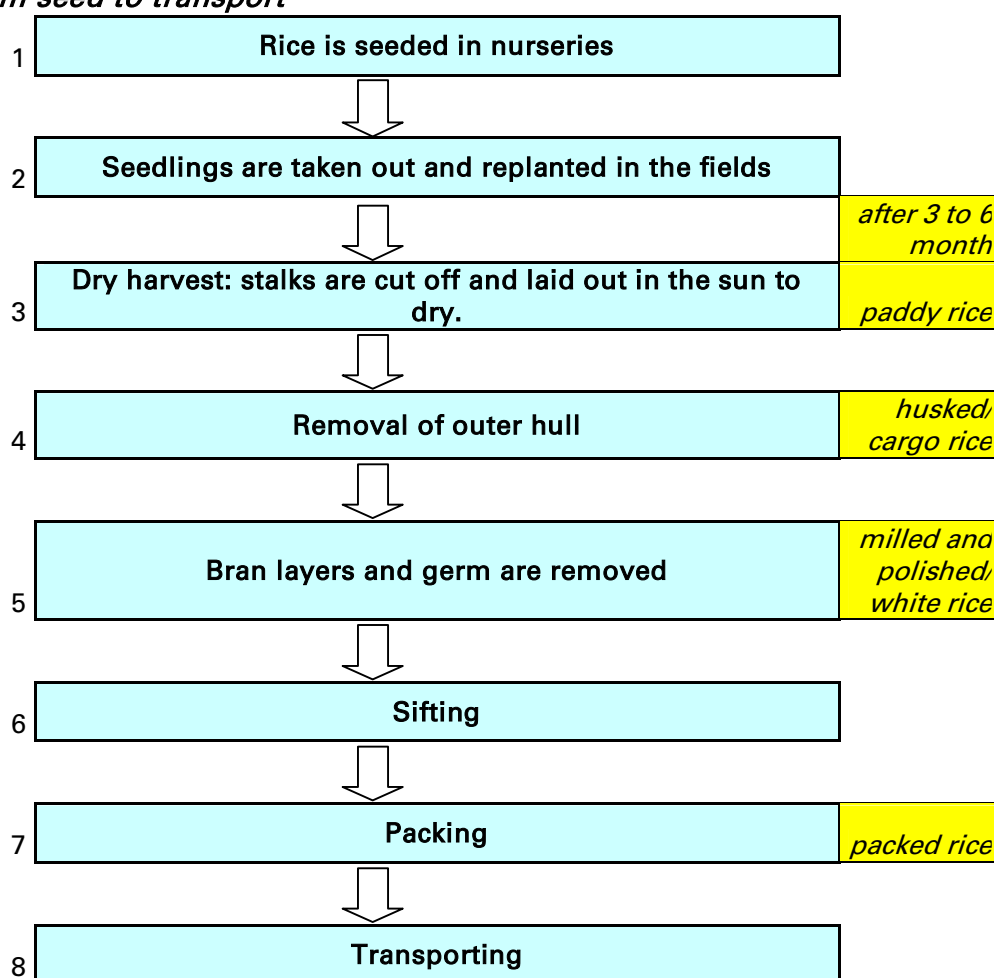 seed to transport
1
Rice is seeded in nurseries
2
Seedlings are taken out and replanted in the fields
after 3 to 6
month
3
Dry harvest: stalks are cut off and laid out in the sun to
dry.
paddy rice
4
Removal of outer hull
husked/
cargo rice
5
Bran layers and germ are removed
milled and
polished/
white rice
6
Sifting
7
Packing
packed rice
8
Transporting